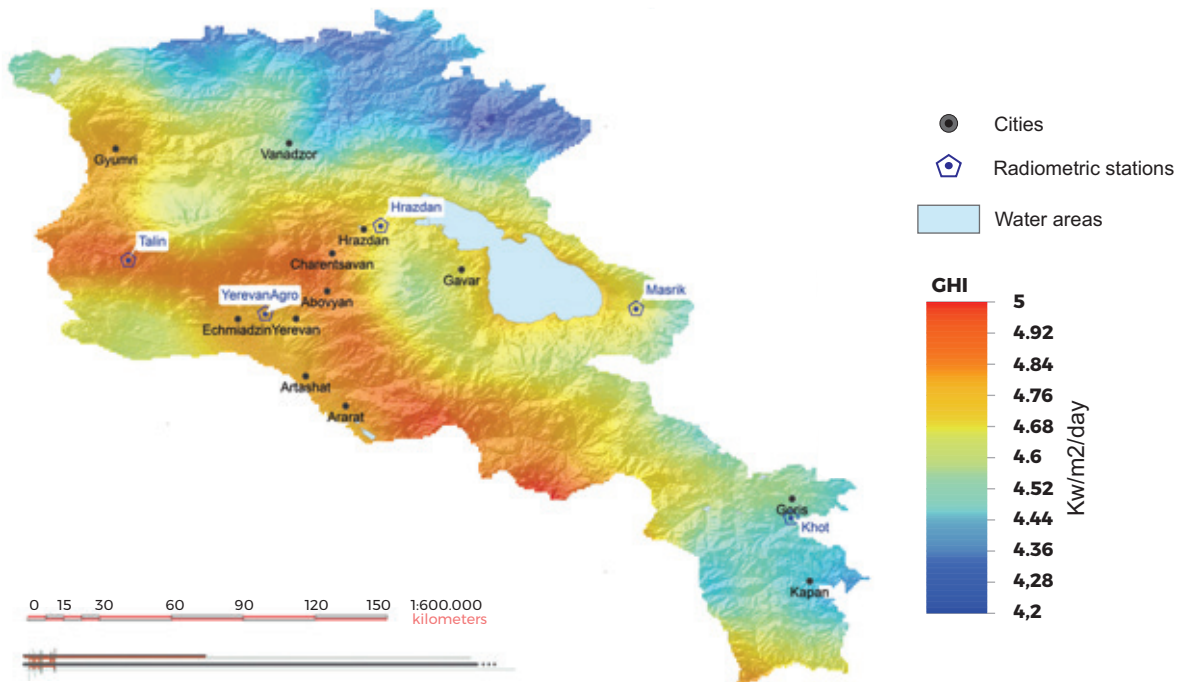 Gyumri
Vanadzor
Hrazdan
Talin
Hrazdan
Charentsavan
Gavar
Masrik
YerevanAgro
Abovyan
Echmiadzin
Yerevan
Artashat
Ararat
Goris
Khot
Kapan
Cities
Radiometric stations
Water areas
GHI
5
4.92
4.84
4.76
4.68
4.6
4.52
4.44
4.36
4,28
4,2
Kw/m2/day
0 15 30 60 90 120 150 1:600.000
kilometers